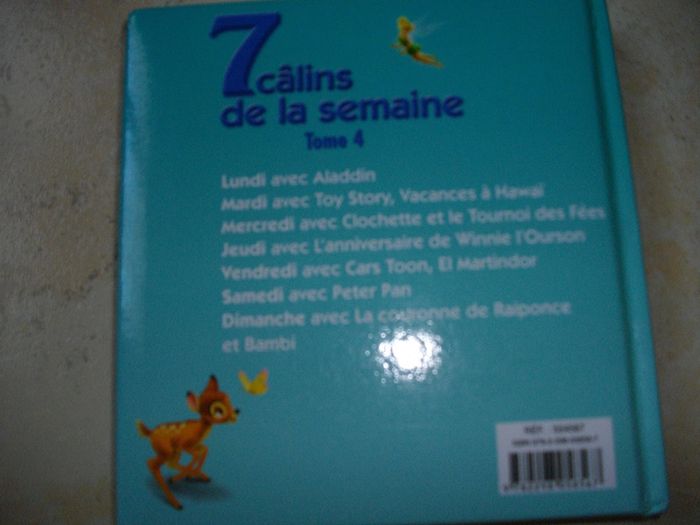 7 câlins
de la semaine
Tome 4
Lundi avec Aladdin
Mardi avec Toy Story, Vacances à Hawaï
Mercredi avec Clochette et le Tournoi des Fées
Jeudi avec L'anniversaire de Winnie l'Ourson
Vendredi avec Cars Toon, El Martindor
Samedi avec Peter Pan
Dimanche avec La couronne de Raiponce
et Bambi